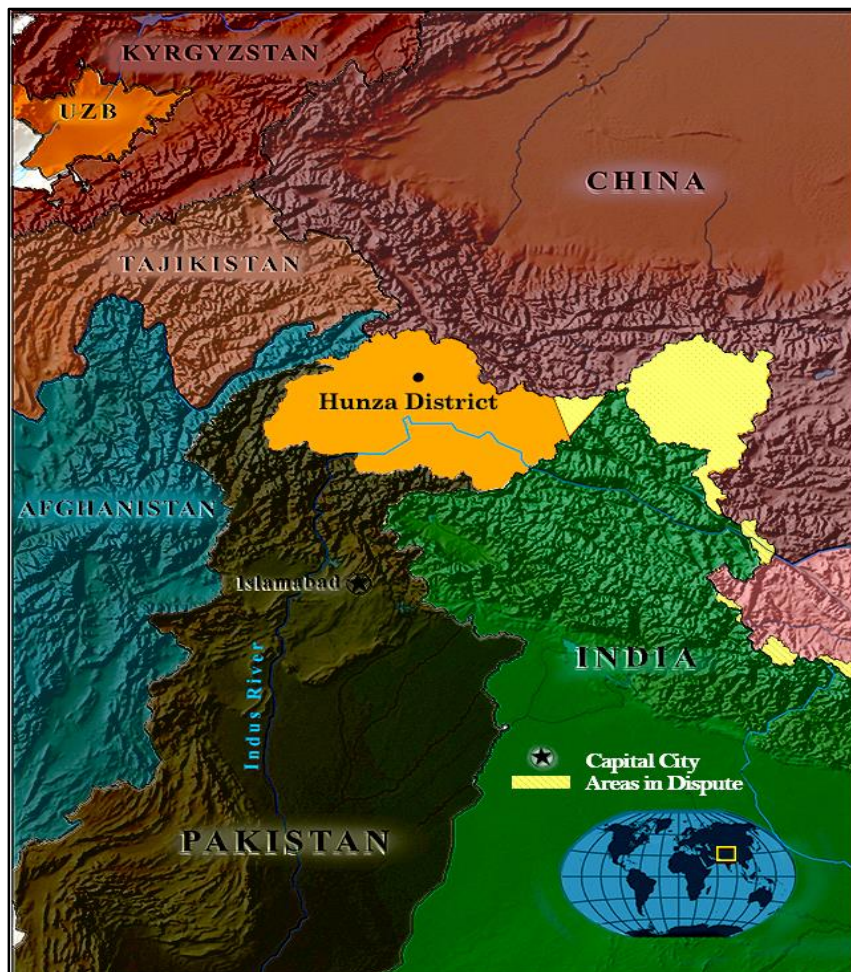 KYRGYZSTAN
UZB
CHINA
TAJIKISTAN
Hunza District
AFGHANISTAN
Islamabad
INDIA
Indus River
Capital City
Areas in Dispute
PAKISTAN